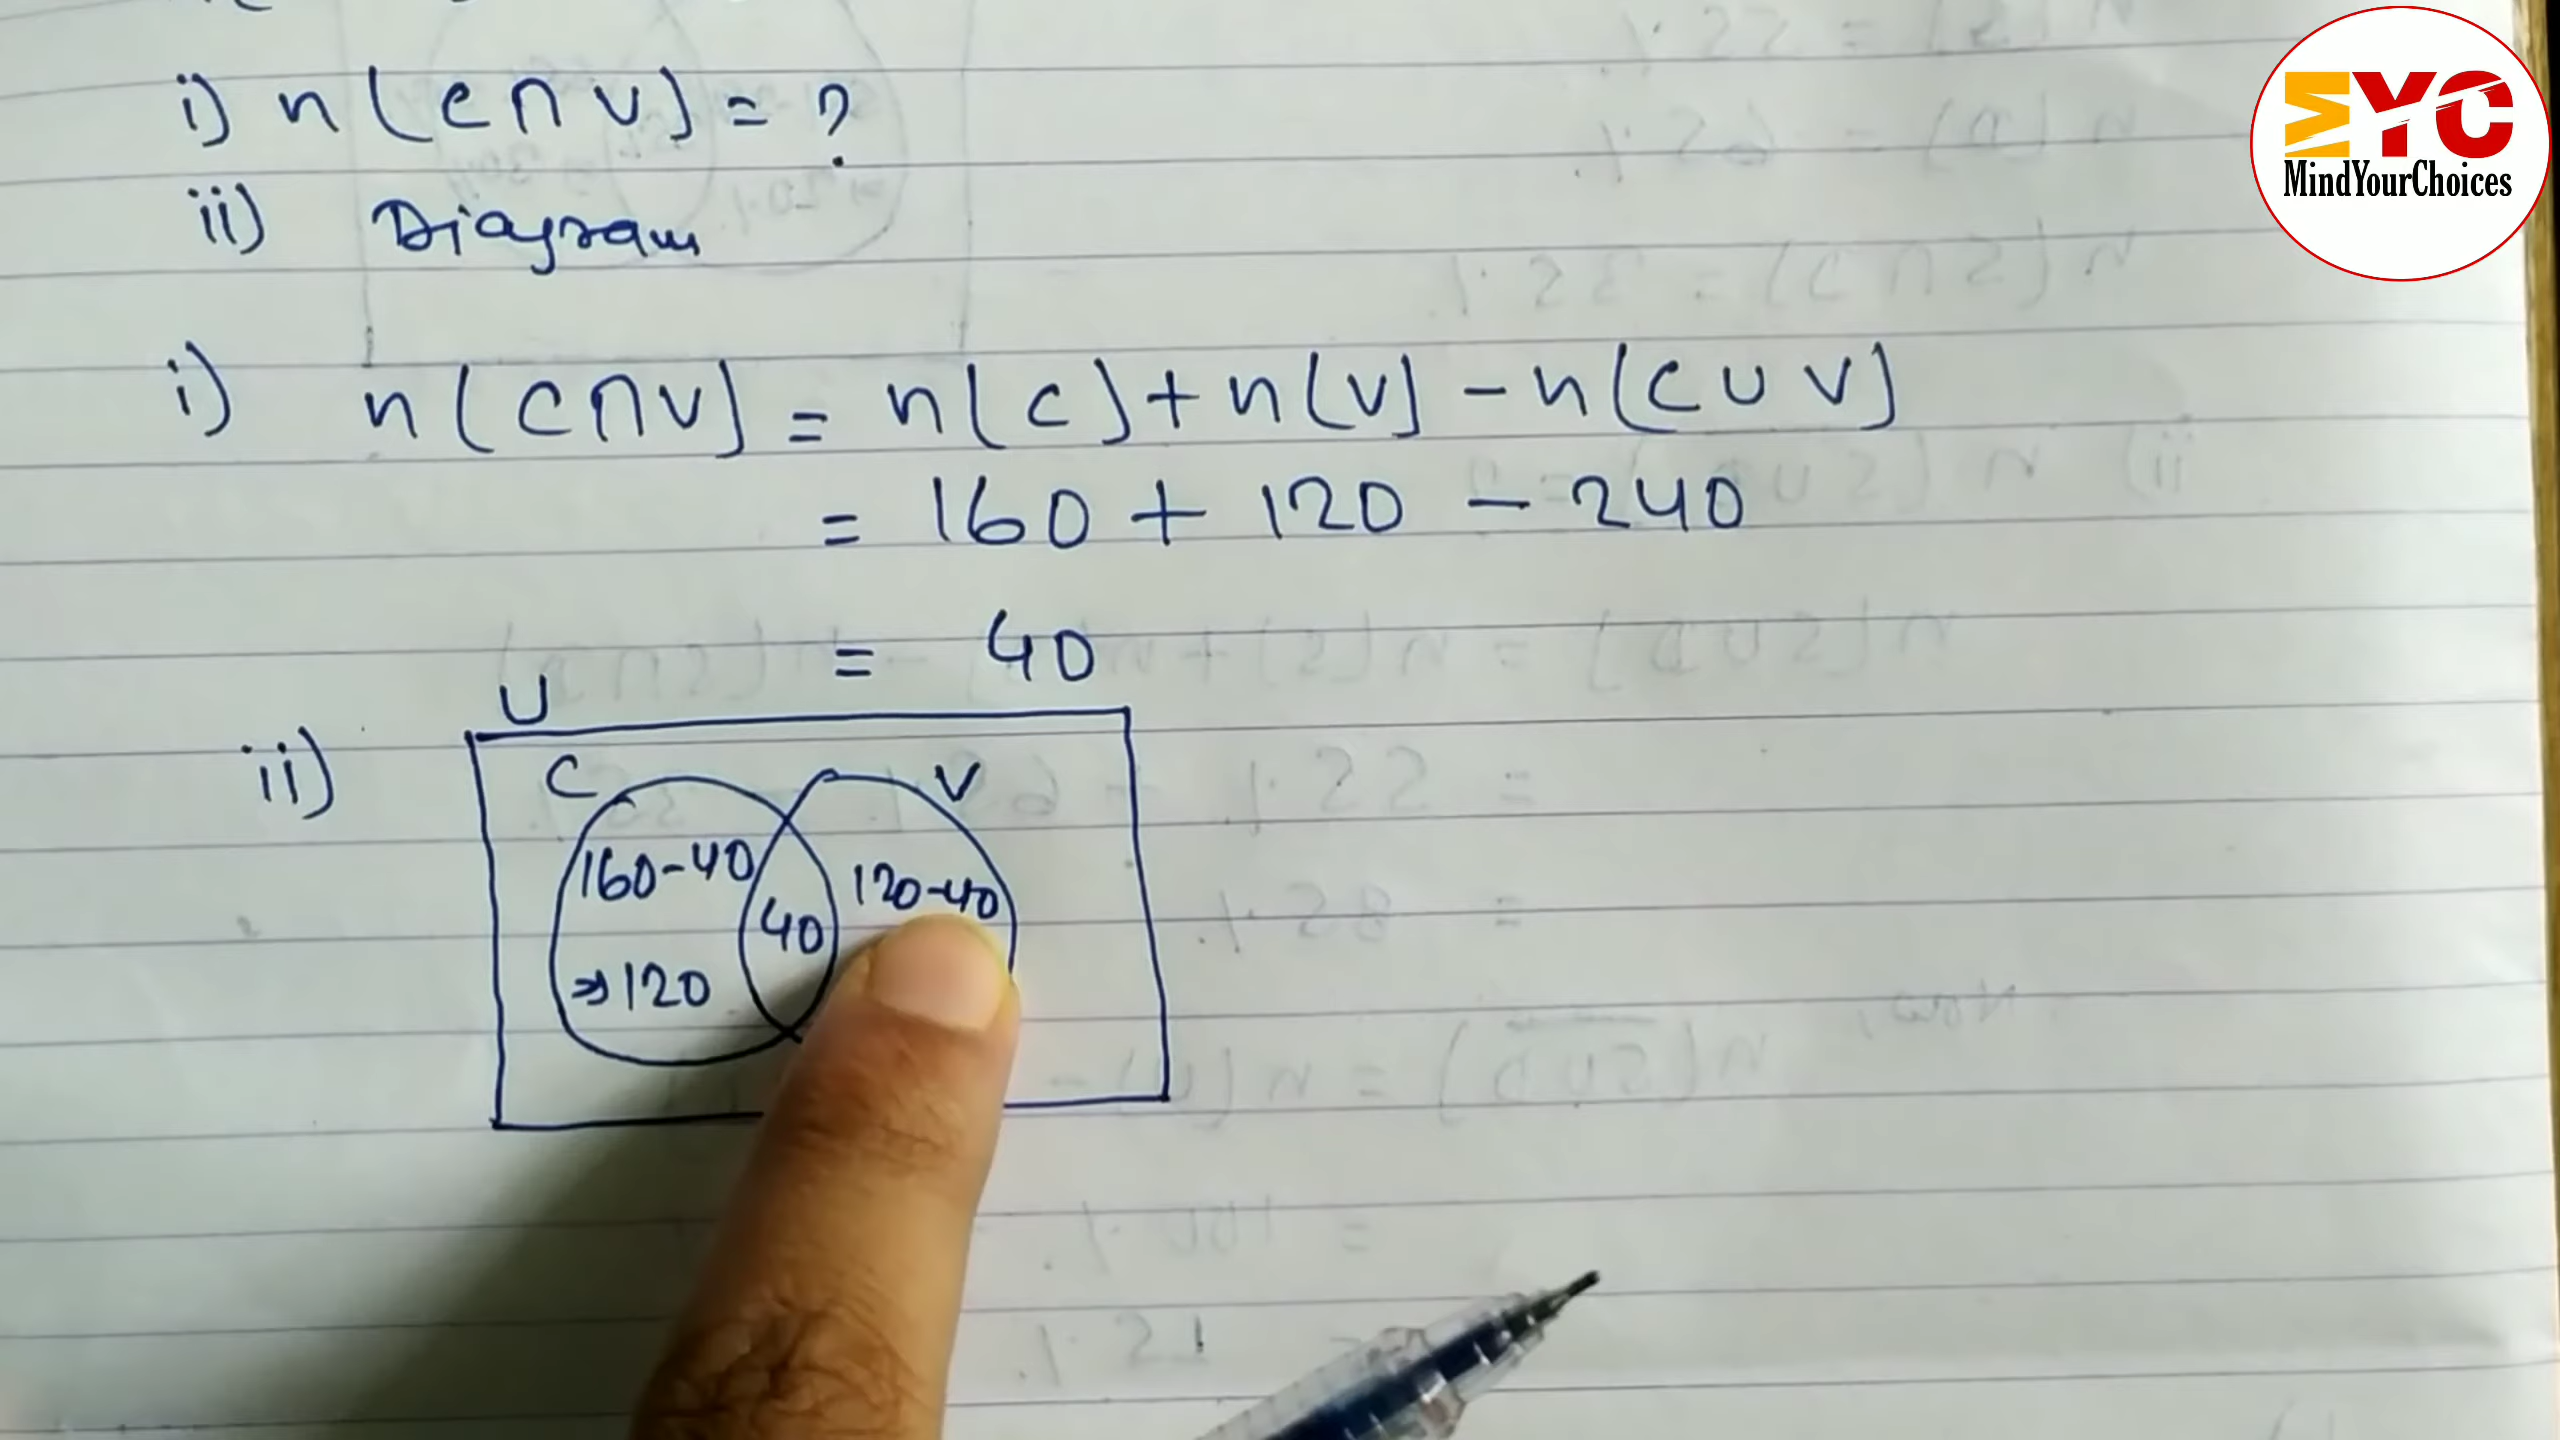 i) n(C∩V) = ?
ii) Diagram
i) n(C∩V) = n(C) + n(V) - n(C∪V)
= 160 + 120 - 240
= 40
ii)
U
C
V
160-40
120-40
40
⇒120
MYC
MindYourChoices